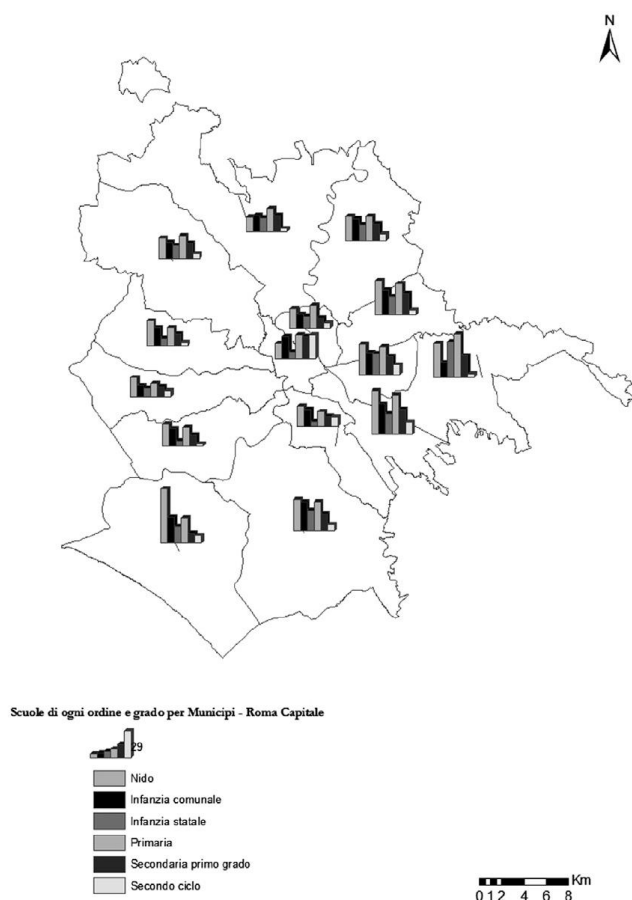 N
Scuole di ogni ordine e grado per Municipi - Roma Capitale
29
Nido
Infanzia comunale
Infanzia statale
Primaria
Secondaria primo grado
Secondo ciclo
Km
0 1 2 4 6 8